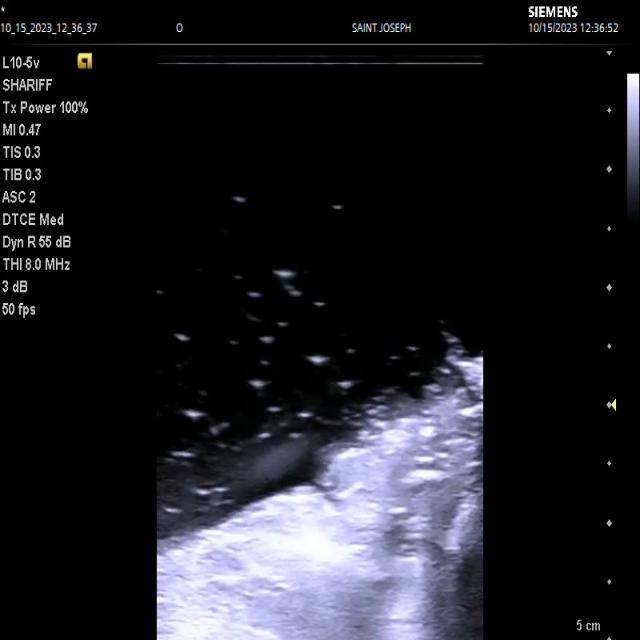 *
SIEMENS
10_15_2023_12_36_37 O SAINT JOSEPH 10/15/2023 12:36:52
L10-5v
SHARIFF
Tx Power 100%
MI 0.47
TIS 0.3
TIB 0.3
ASC 2
DTCE Med
Dyn R 55 dB
THI 8.0 MHz
3 dB
50 fps
5 cm